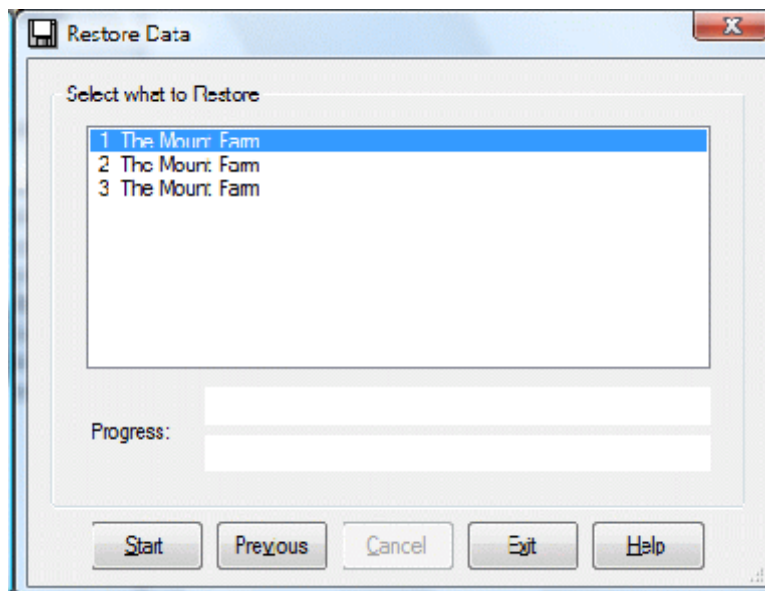 Restore Data
Select what to Restore
1 The Mount Farm
2 The Mount Farm
3 The Mount Farm
Progress:
Start Previous Cancel Exit Help